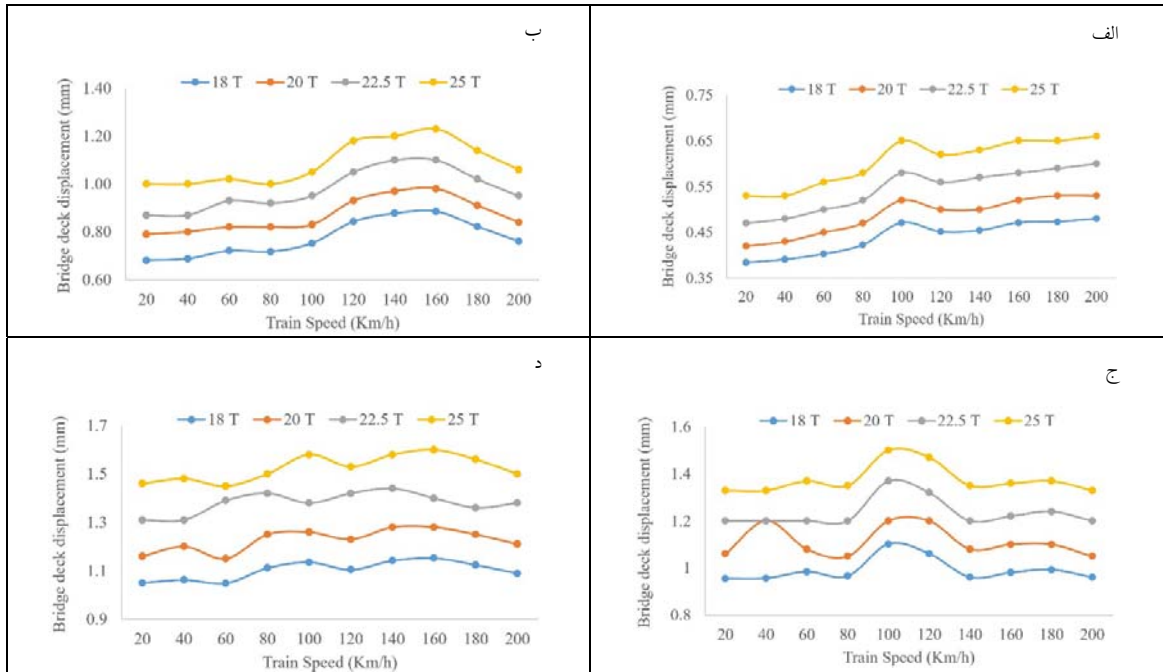 الف
18 T 20 T 22.5 T 25 T
Bridge deck displacement (mm)
0.75
0.65
0.55
0.45
0.35
20 40 60 80 100 120 140 160 180 200
Train Speed (Km/h)
ب
18 T 20 T 22.5 T 25 T
Bridge deck displacement (mm)
1.40
1.20
1.00
0.80
0.60
20 40 60 80 100 120 140 160 180 200
Train Speed (Km/h)
ج
18 T 20 T 22.5 T 25 T
Bridge deck displacement (mm)
1.6
1.4
1.2
1
0.8
20 40 60 80 100 120 140 160 180 200
Train Speed (Km/h)
د
18 T 20 T 22.5 T 25 T
Bridge deck displacement (mm)
1.7
1.5
1.3
1.1
0.9
20 40 60 80 100 120 140 160 180 200
Train Speed (Km/h)